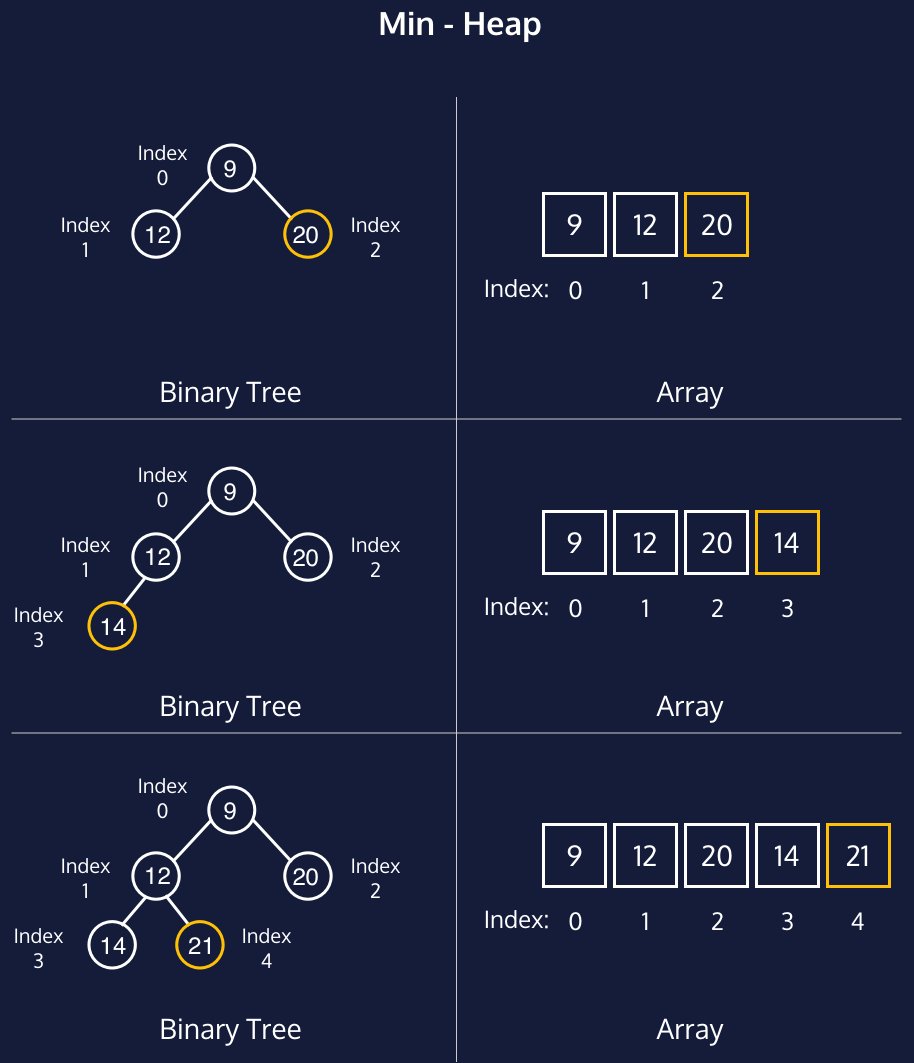 Min - Heap
Index
0
9
Index
1
12
20
Index
2
Binary Tree
9 12 20
Index: 0 1 2
Array
Index
0
9
Index
1
12
20
Index
2
Index
3
14
Binary Tree
9 12 20 14
Index: 0 1 2 3
Array
Index
0
9
Index
1
12
20
Index
2
Index
3
14
21
Index
4
Binary Tree
9 12 20 14 21
Index: 0 1 2 3 4
Array